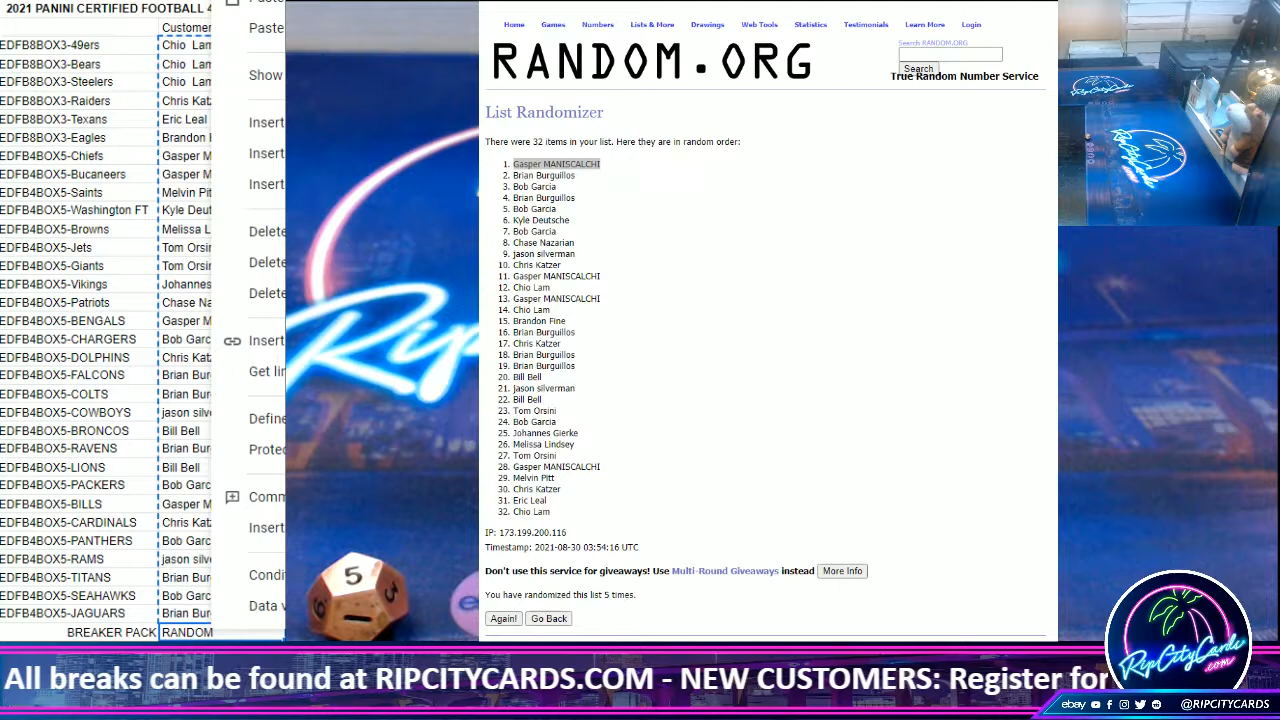 2021 PANINI CERTIFIED FOOTBALL 4
Customer
EDFB8BOX3-49ers Chio Lam
EDFB8BOX3-Bears Chio Lam
EDFB8BOX3-Steelers Chio Lam
EDFB8BOX3-Raiders Chris Katz
EDFB8BOX3-Texans Eric Leal
EDFB8BOX3-Eagles Brandon
EDFB4BOX5-Chiefs Gasper M
EDFB4BOX5-Bucaneers Gasper M
EDFB4BOX5-Saints Melvin Pitt
EDFB4BOX5-Washington FT Kyle Deut
EDFB4BOX5-Browns Melissa L
EDFB4BOX5-Jets Tom Orsin
EDFB4BOX5-Giants Tom Orsin
EDFB4BOX5-Vikings Johannes
EDFB4BOX5-Patriots Chase Na
EDFB4BOX5-BENGALS Gasper M
EDFB4BOX5-CHARGERS Bob Garc
EDFB4BOX5-DOLPHINS Chris Katz
EDFB4BOX5-FALCONS Brian Bur
EDFB4BOX5-COLTS Brian Bur
EDFB4BOX5-COWBOYS jason silve
EDFB4BOX5-BRONCOS Bill Bell
EDFB4BOX5-RAVENS Brian Bur
EDFB4BOX5-LIONS Bill Bell
EDFB4BOX5-PACKERS Bob Garc
EDFB4BOX5-BILLS Gasper M
EDFB4BOX5-CARDINALS Chris Katz
EDFB4BOX5-PANTHERS Bob Garc
EDFB4BOX5-RAMS jason silve
EDFB4BOX5-TITANS Brian Bur
EDFB4BOX5-SEAHAWKS Bob Garc
EDFB4BOX5-JAGUARS Brian Bur
BREAKER PACK RANDOM
Paste
Show
Insert
Insert
Insert
Delete
Delete
Delete
Insert
Get lin
Define
Protec
Comm
Insert
Condit
Data v
Home Games Numbers Lists & More Drawings Web Tools Statistics Testimonials Learn More Login
RANDOM.ORG
Search RANDOM.ORG
Search
True Random Number Service
List Randomizer
There were 32 items in your list. Here they are in random order:
1. Gasper MANISCALCHI
2. Brian Burguillos
3. Bob Garcia
4. Brian Burguillos
5. Bob Garcia
6. Kyle Deutsche
7. Bob Garcia
8. Chase Nazarian
9. jason silverman
10. Chris Katzer
11. Gasper MANISCALCHI
12. Chio Lam
13. Gasper MANISCALCHI
14. Chio Lam
15. Brandon Fine
16. Brian Burguillos
17. Chris Katzer
18. Brian Burguillos
19. Brian Burguillos
20. Bill Bell
21. jason silverman
22. Bill Bell
23. Tom Orsini
24. Bob Garcia
25. Johannes Gierke
26. Melissa Lindsey
27. Tom Orsini
28. Gasper MANISCALCHI
29. Melvin Pitt
30. Chris Katzer
31. Eric Leal
32. Chio Lam
IP: 173.199.200.116
Timestamp: 2021-08-30 03:54:16 UTC
Don't use this service for giveaways! Use Multi-Round Giveaways instead More Info
You have randomized this list 5 times.
Again! Go Back
Rip
5
All breaks can be found at RIPCITYCARDS.COM - NEW CUSTOMERS: Register for
RipCityCards
.com
ebay @RIPCITYCARDS